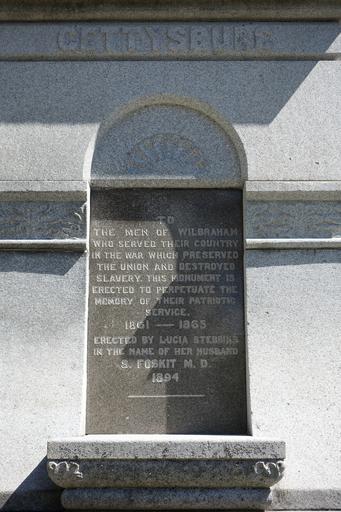 GETTYSBURG
TO
THE MEN OF WILBRAHAM
WHO SERVED THEIR COUNTRY
IN THE WAR WHICH PRESERVED
THE UNION AND DESTROYED
SLAVERY. THIS MONUMENT IS
ERECTED TO PERPETUATE THE
MEMORY OF THEIR PATRIOTIC
SERVICE.
1861 — 1865
ERECTED BY LUCIA STEBBINS
IN THE NAME OF HER HUSBAND
S. FOSKIT M. D.
1894